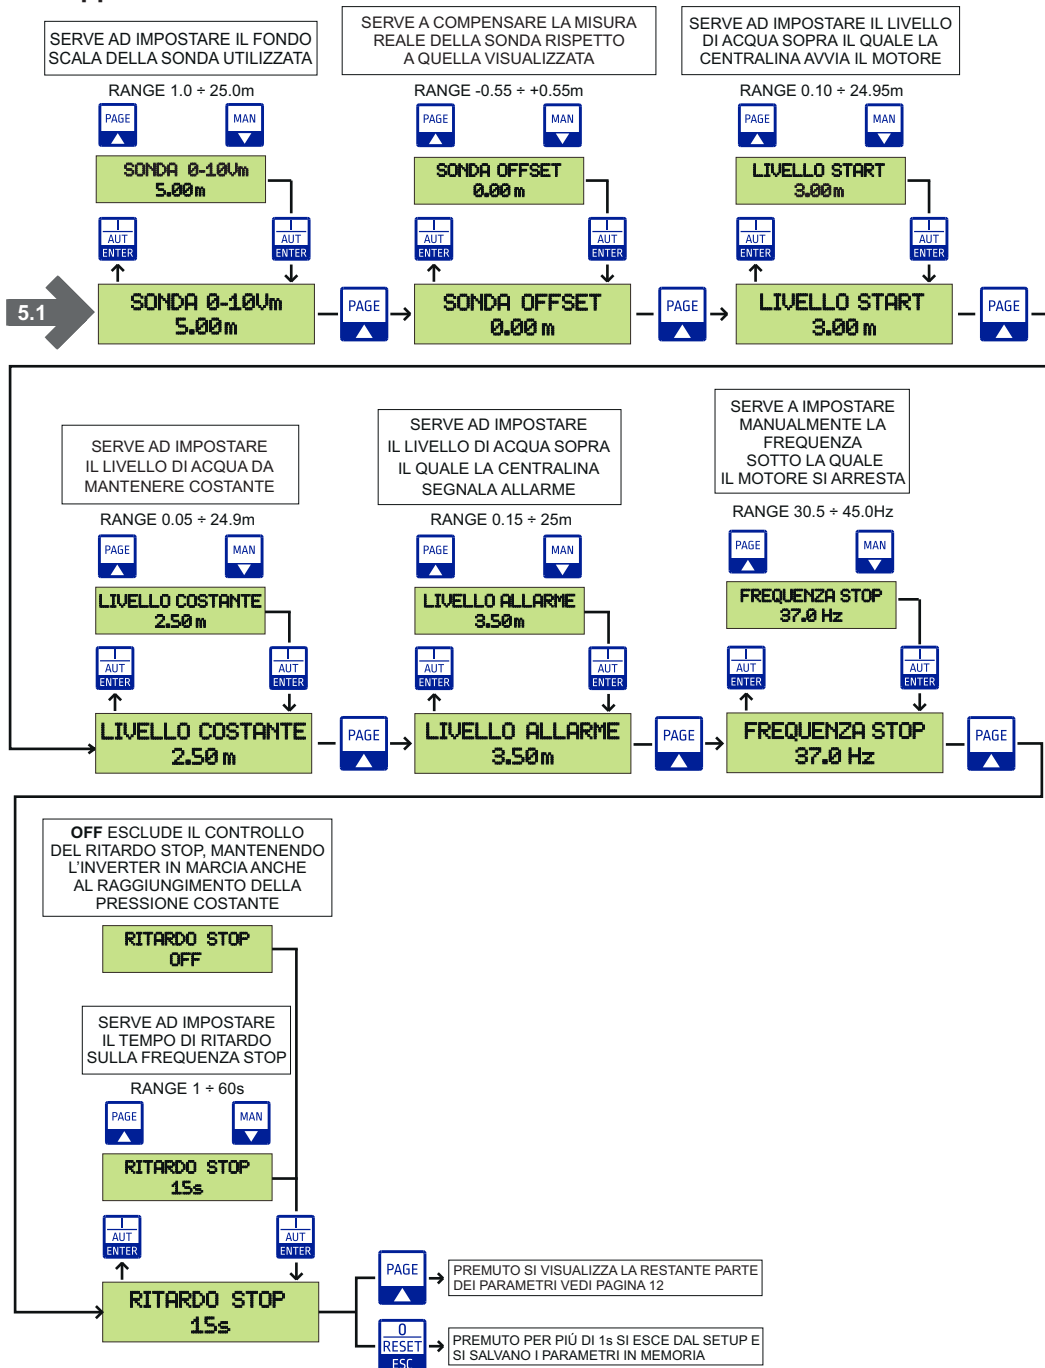 SERVE AD IMPOSTARE IL FONDO
SCALA DELLA SONDA UTILIZZATA
RANGE 1.0 ÷ 25.0m
PAGE
MAN
SONDA 0-10Vm
5.00m
AUT
ENTER
AUT
ENTER
5.1
SONDA 0-10Vm
5.00m
PAGE
SERVE A COMPENSARE LA MISURA
REALE DELLA SONDA RISPETTO
A QUELLA VISUALIZZATA
RANGE -0.55 ÷ +0.55m
PAGE
MAN
SONDA OFFSET
0.00 m
AUT
ENTER
AUT
ENTER
SONDA OFFSET
0.00 m
PAGE
SERVE AD IMPOSTARE IL LIVELLO
DI ACQUA SOPRA IL QUALE LA
CENTRALINA AVVIA IL MOTORE
RANGE 0.10 ÷ 24.95m
PAGE
MAN
LIVELLO START
3.00m
AUT
ENTER
AUT
ENTER
LIVELLO START
3.00 m
PAGE
SERVE AD IMPOSTARE
IL LIVELLO DI ACQUA DA
MANTENERE COSTANTE
RANGE 0.05 ÷ 24.9m
PAGE
MAN
LIVELLO COSTANTE
2.50 m
AUT
ENTER
AUT
ENTER
LIVELLO COSTANTE
2.50 m
PAGE
SERVE AD IMPOSTARE
IL LIVELLO DI ACQUA SOPRA
IL QUALE LA CENTRALINA
SEGNALA ALLARME
RANGE 0.15 ÷ 25m
PAGE
MAN
LIVELLO ALLARME
3.50m
AUT
ENTER
AUT
ENTER
LIVELLO ALLARME
3.50m
PAGE
SERVE A IMPOSTARE
MANUALMENTE LA
FREQUENZA
SOTTO LA QUALE
IL MOTORE SI ARRESTA
RANGE 30.5 ÷ 45.0Hz
PAGE
MAN
FREQUENZA STOP
37.0 Hz
AUT
ENTER
AUT
ENTER
FREQUENZA STOP
37.0 Hz
PAGE
OFF ESCLUDE IL CONTROLLO
DEL RITARDO STOP, MANTENENDO
L'INVERTER IN MARCIA ANCHE
AL RAGGIUNGIMENTO DELLA
PRESSIONE COSTANTE
RITARDO STOP
OFF
SERVE AD IMPOSTARE
IL TEMPO DI RITARDO
SULLA FREQUENZA STOP
RANGE 1 ÷ 60s
PAGE
MAN
RITARDO STOP
15s
AUT
ENTER
AUT
ENTER
RITARDO STOP
15s
PAGE
PREMUTO SI VISUALIZZA LA RESTANTE PARTE
DEI PARAMETRI VEDI PAGINA 12
0
RESET
ESC
PREMUTO PER PIÚ DI 1s SI ESCE DAL SETUP E
SI SALVANO I PARAMETRI IN MEMORIA